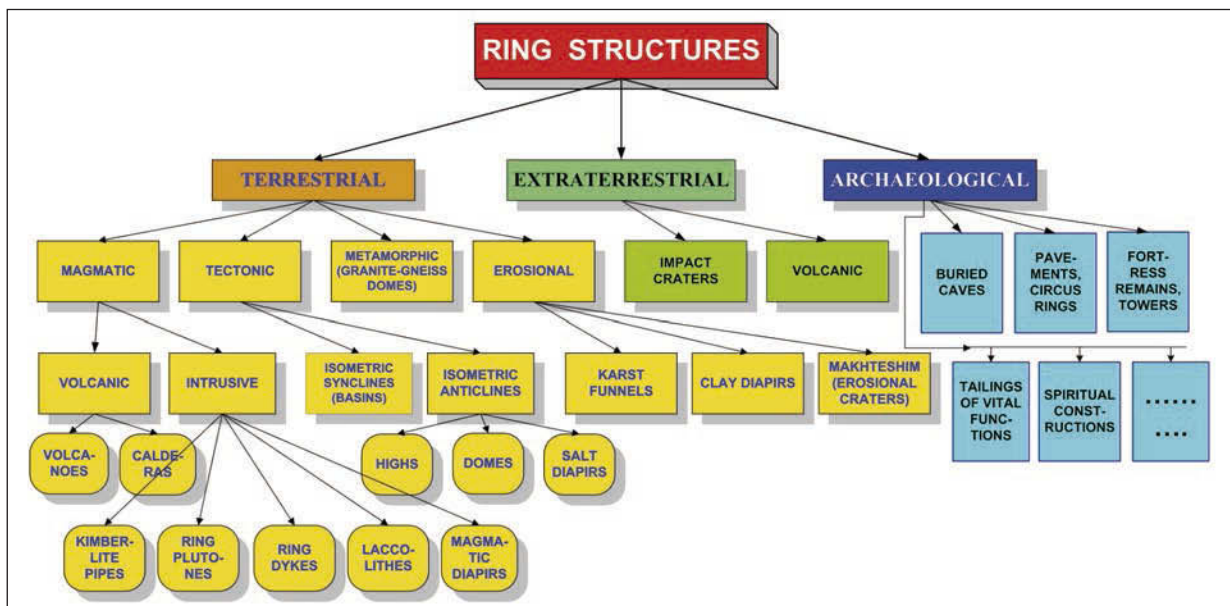 RING STRUCTURES
TERRESTRIAL
EXTRATERRESTRIAL
ARCHAEOLOGICAL
MAGMATIC
TECTONIC
METAMORPHIC
(GRANITE-GNEISS
DOMES)
EROSIONAL
IMPACT
CRATERS
VOLCANIC
BURIED
CAVES
PAVE-
MENTS,
CIRCUS
RINGS
FORT-
RESS
REMAINS,
TOWERS
VOLCANIC
INTRUSIVE
ISOMETRIC
SYNCLINES
(BASINS)
ISOMETRIC
ANTICLINES
KARST
FUNNELS
CLAY DIAPIRS
MAKHTESHIM
(EROSIONAL
CRATERS)
TAILINGS
OF VITAL
FUNC-
TIONS
SPIRITUAL
CONST-
RUCTIONS
......
....
VOLCA-
NOES
CALDE-
RAS
HIGHS
DOMES
SALT
DIAPIRS
KIMBER-
LITE
PIPES
RING
PLUTO-
NES
RING
DYKES
LACCO-
LITHES
MAGMA-
TIC
DIAPIRS